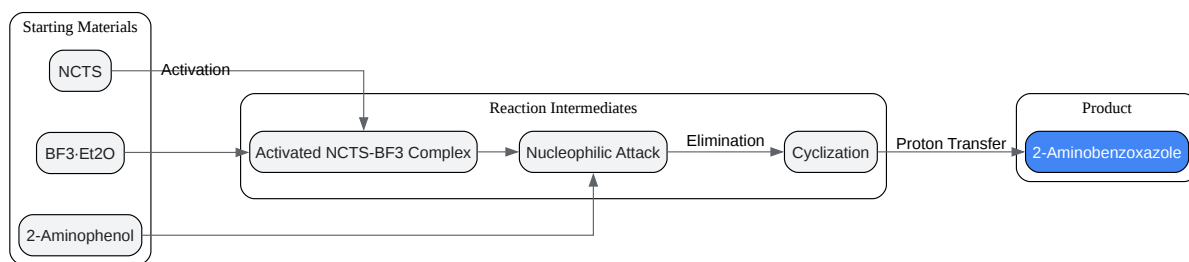 Starting Materials
NCTS
Activation
Reaction Intermediates
Product
BF3·Et2O
Activated NCTS-BF3 Complex
Nucleophilic Attack
Elimination
Cyclization
Proton Transfer
2-Aminobenzoxazole
2-Aminophenol